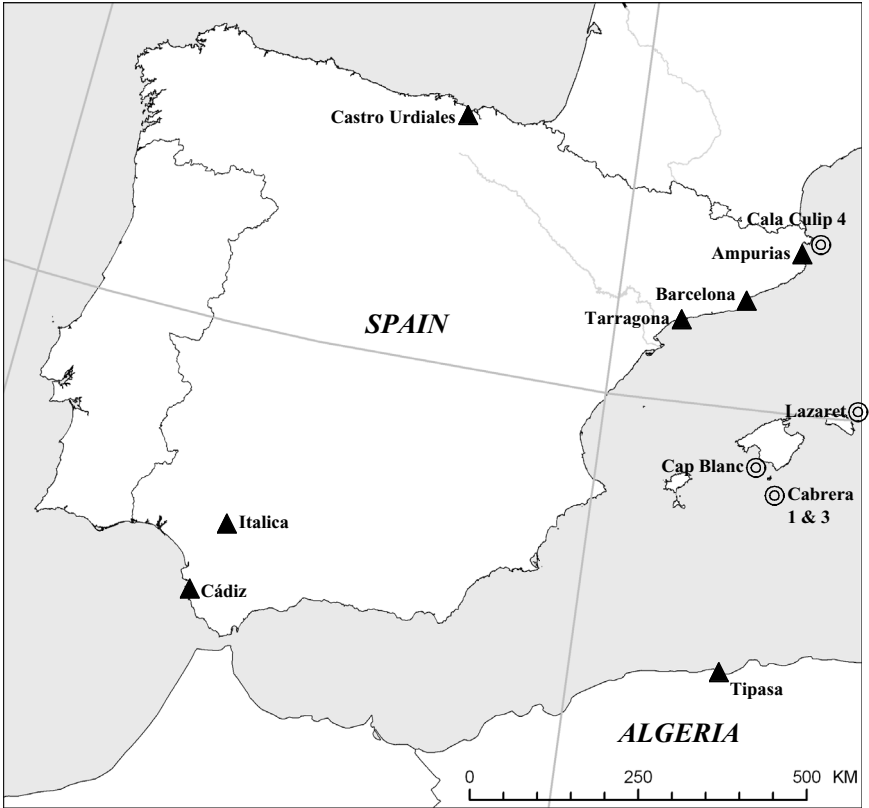 Castro Urdiales
Cala Culip 4
Ampurias
Barcelona
Tarragona
SPAIN
Lazaret
Cap Blanc
Cabrera
1 & 3
Italica
Cádiz
Tipasa
ALGERIA
0 250 500 KM